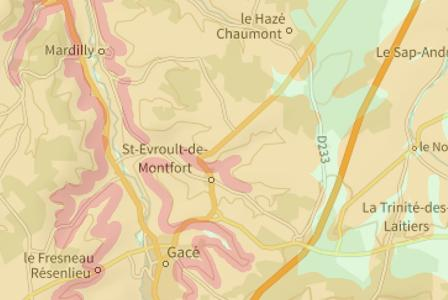 le Hazé
Chaumont
Mardilly
Le Sap-And
D233
St-Evroult-de-
Montfort
le No
La Trinité-des-
Laitiers
Gacé
le Fresneau
Résenlieu